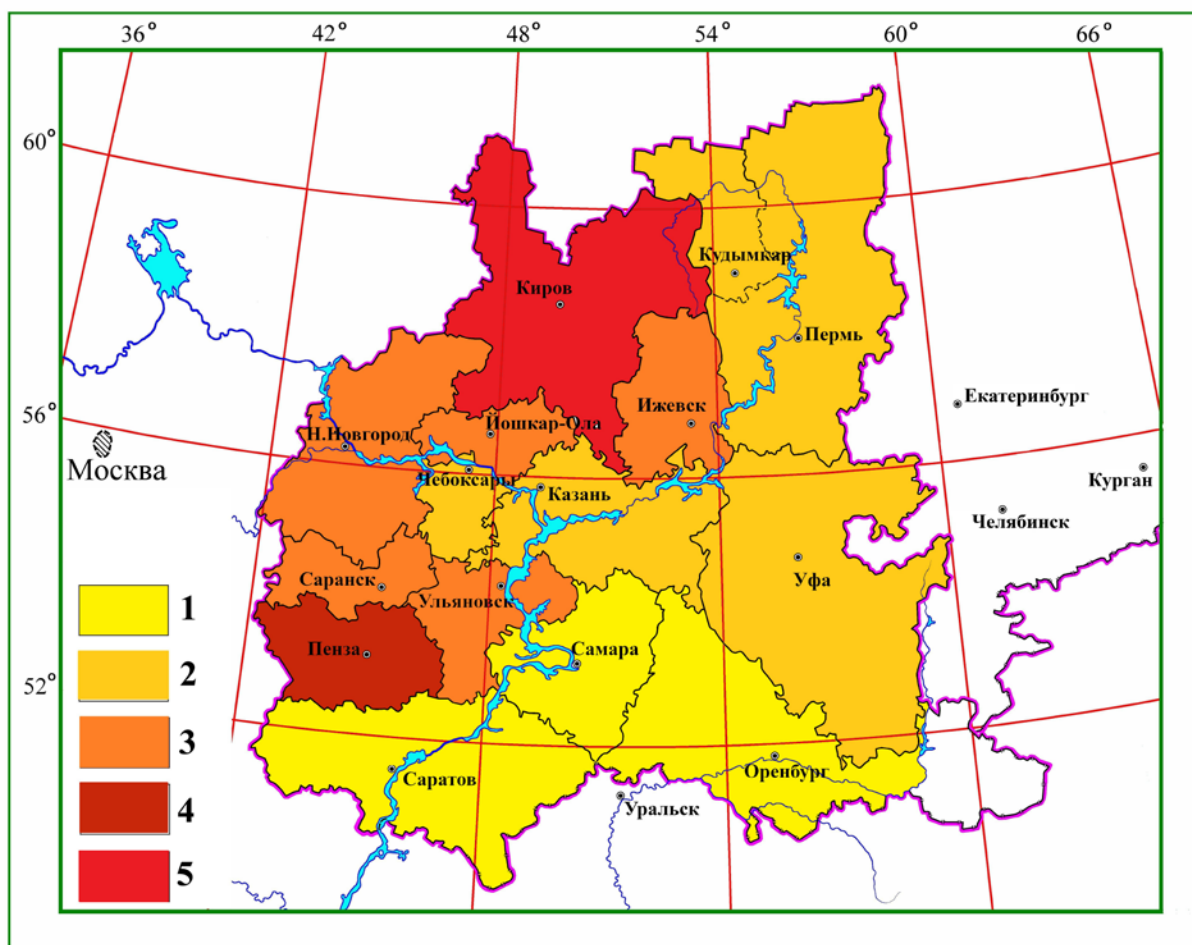 36°
42°
48°
54°
60°
66°
60°
Кудымкар
Киров
Пермь
Екатеринбург
56°
Ижевск
Йошкар-Ола
Н.Новгород
Москва
Чебоксары
Казань
Курган
Челябинск
Уфа
Саранск
Ульяновск
1
Пенза
Самара
2
52°
3
Саратов
Оренбург
Уральск
4
5